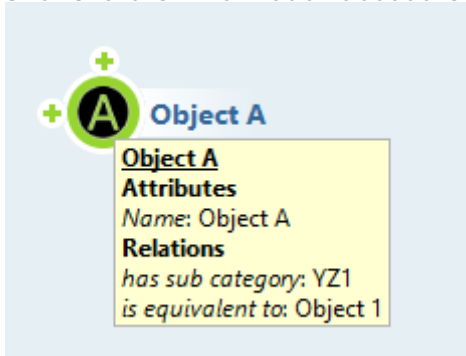 A
Object A
Object A
Attributes
Name: Object A
Relations
has sub category: YZ1
is equivalent to: Object 1